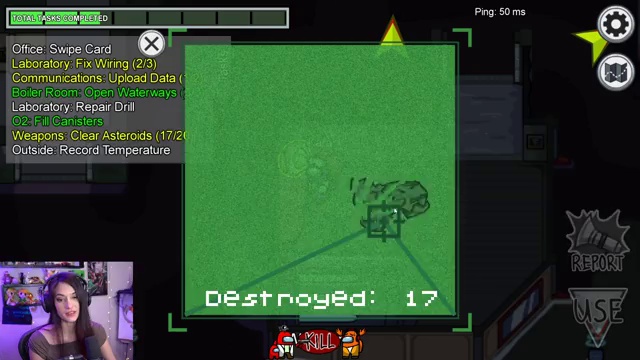 TOTAL TASKS COMPLETED
Ping: 50 ms
Office: Swipe Card
Laboratory: Fix Wiring (2/3)
Communications: Upload Data (
Boiler Room: Open Waterways
Laboratory: Repair Drill
O2: Fill Canisters
Weapons: Clear Asteroids (17/20
Outside: Record Temperature
REPORT
USE
Destroyed: 17
KILL